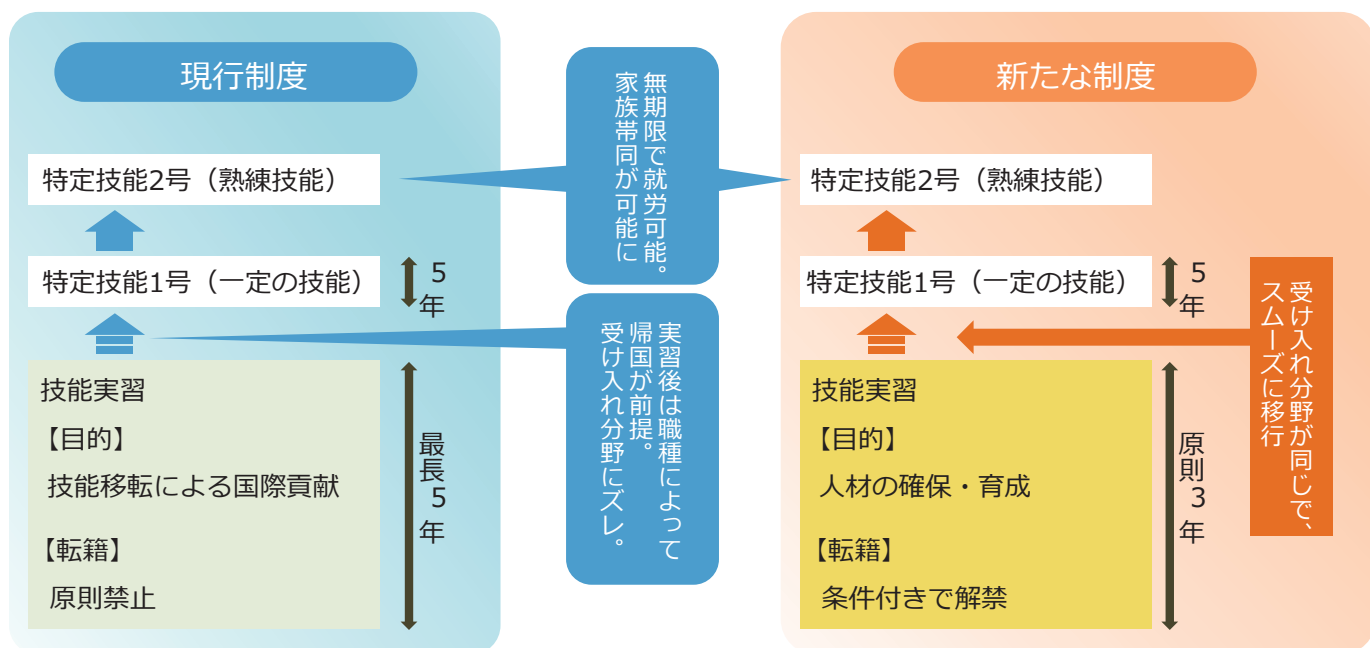 現行制度
特定技能2号（熟練技能）
特定技能1号（一定の技能）
5年
技能実習
【目的】
技能移転による国際貢献
【転籍】
原則禁止
最長5年
無期限で就労可能。
家族帯同が可能に
実習後は職種によって
帰国が前提。
受け入れ分野にズレ。
新たな制度
特定技能2号（熟練技能）
特定技能1号（一定の技能）
5年
技能実習
【目的】
人材の確保・育成
【転籍】
条件付きで解禁
原則3年
受け入れ分野が同じで、
スムーズに移行